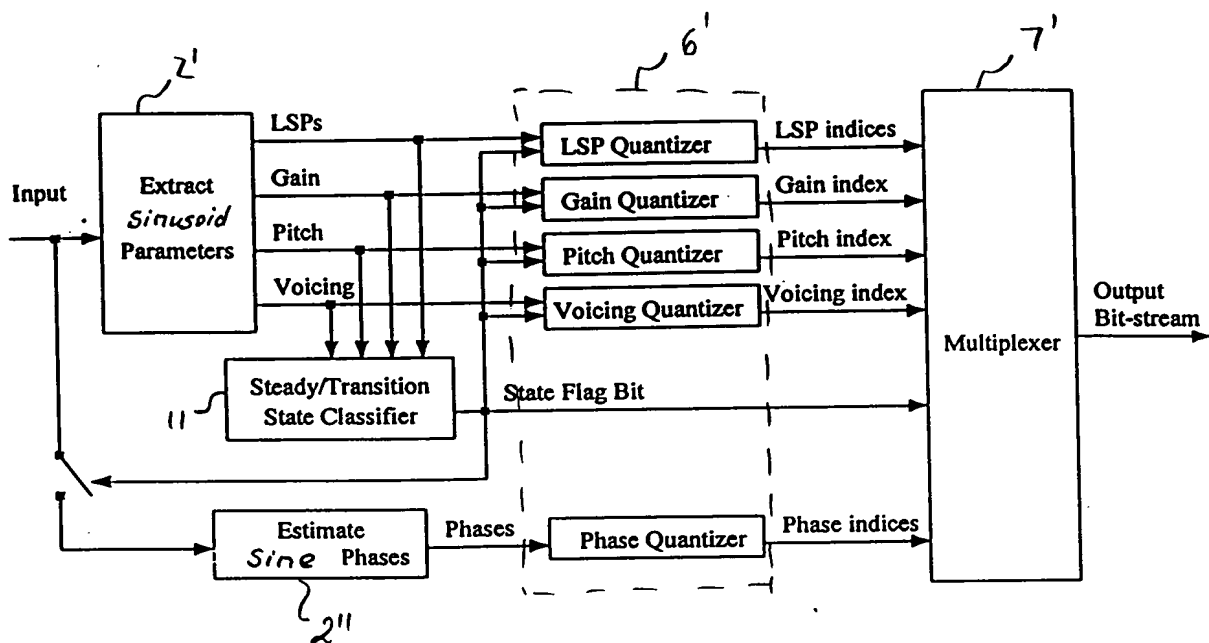 2'
6'
7'
Input
Extract
Sinusoid
Parameters
LSPs
Gain
Pitch
Voicing
LSP Quantizer
Gain Quantizer
Pitch Quantizer
Voicing Quantizer
LSP indices
Gain index
Pitch index
Voicing index
Multiplexer
Output
Bit-stream
11
Steady/Transition
State Classifier
State Flag Bit
Estimate
Sine Phases
Phases
Phase Quantizer
Phase indices
2"